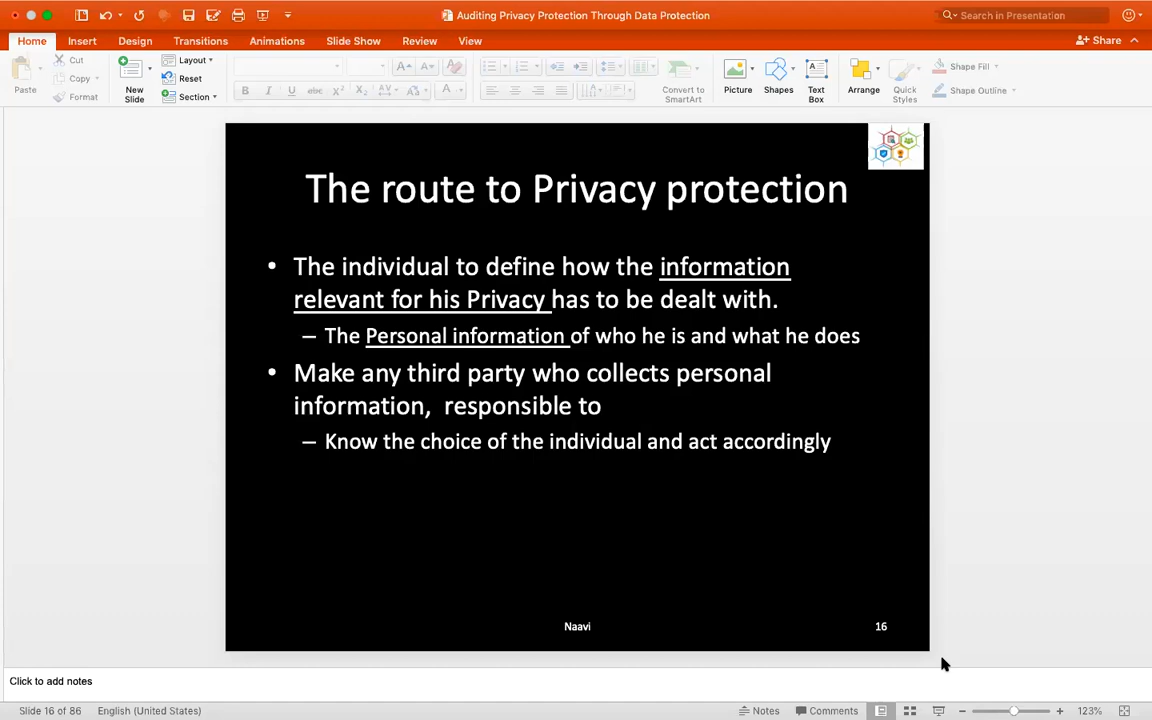 Auditing Privacy Protection Through Data Protection
Search in Presentation
Home Insert Design Transitions Animations Slide Show Review View
Share
Paste
Cut
Copy
Format
New Slide
Layout
Reset
Section
B I U abc X² X₂ AV Aa A
Convert to SmartArt
Picture
Shapes
Text Box
Arrange
Quick Styles
Shape Fill
Shape Outline
The route to Privacy protection
• The individual to define how the information
relevant for his Privacy has to be dealt with.
– The Personal information of who he is and what he does
• Make any third party who collects personal
information, responsible to
– Know the choice of the individual and act accordingly
Naavi
16
Click to add notes
Slide 16 of 86 English (United States)
Notes Comments
123%